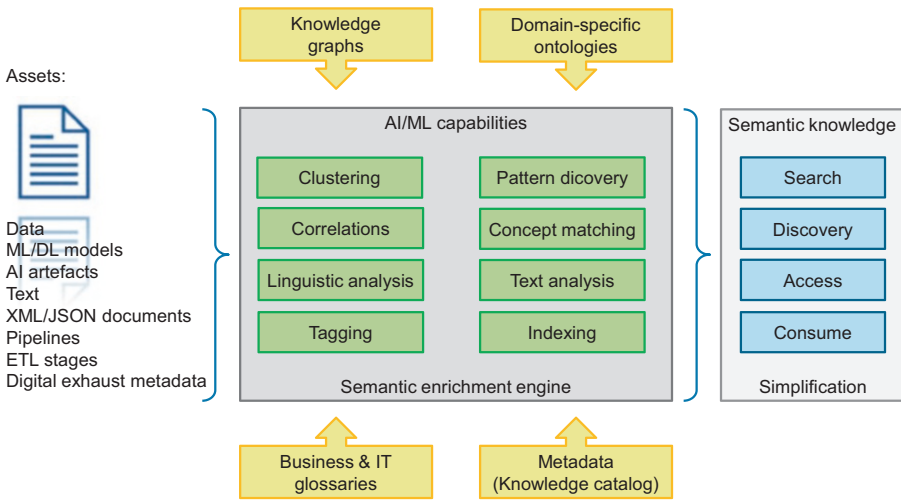 Knowledge
graphs
Domain-specific
ontologies
Assets:
Data
ML/DL models
AI artefacts
Text
XML/JSON documents
Pipelines
ETL stages
Digital exhaust metadata
AI/ML capabilities
Clustering
Pattern dicovery
Correlations
Concept matching
Linguistic analysis
Text analysis
Tagging
Indexing
Semantic enrichment engine
Semantic knowledge
Search
Discovery
Access
Consume
Simplification
Business & IT
glossaries
Metadata
(Knowledge catalog)